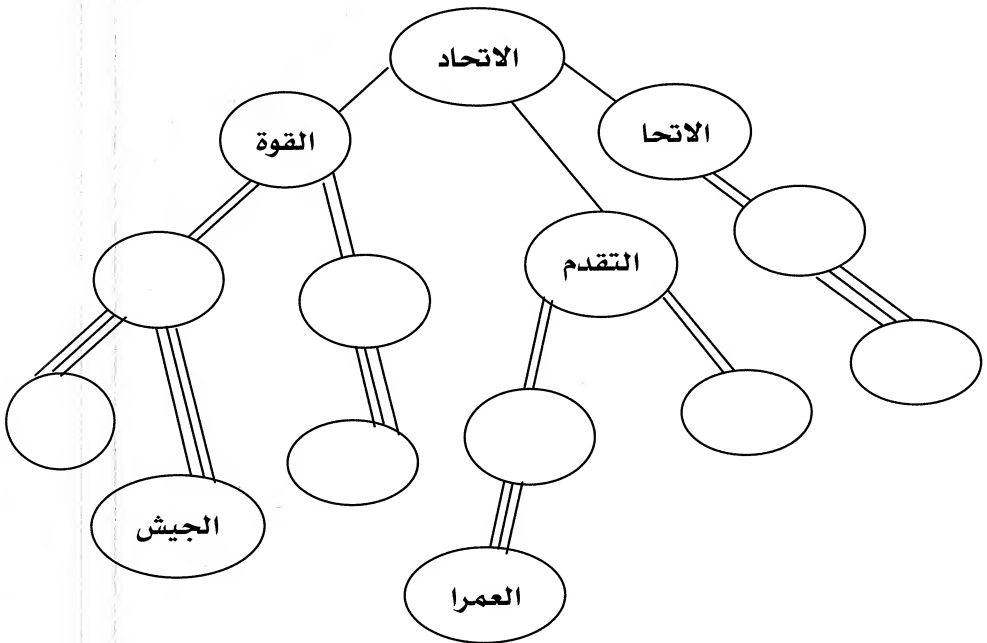 الاتحاد
الاتحا
القوة
التقدم
الجيش
العمرا